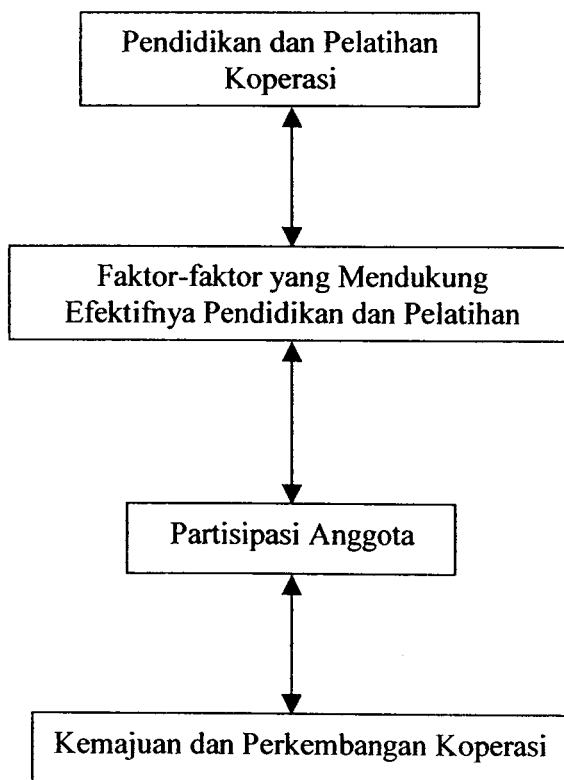 Pendidikan dan Pelatihan
Koperasi
Faktor-faktor yang Mendukung
Efektifnya Pendidikan dan Pelatihan
Partisipasi Anggota
Kemajuan dan Perkembangan Koperasi